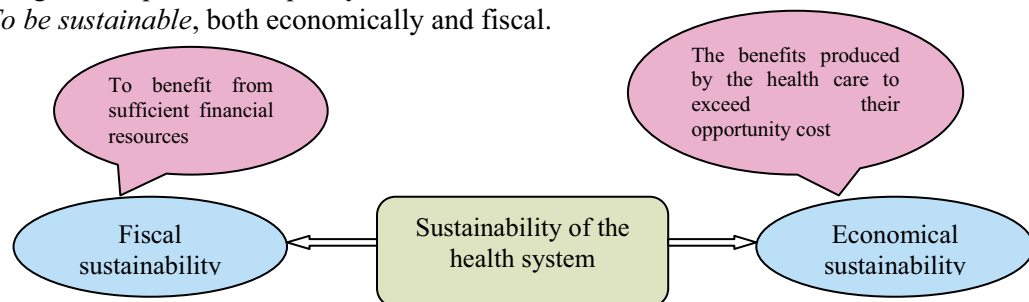 To be sustainable, both economically and fiscal.
To benefit from
sufficient financial
resources
The benefits produced
by the health care to
exceed their
opportunity cost
Fiscal
sustainability
Sustainability of the
health system
Economical
sustainability